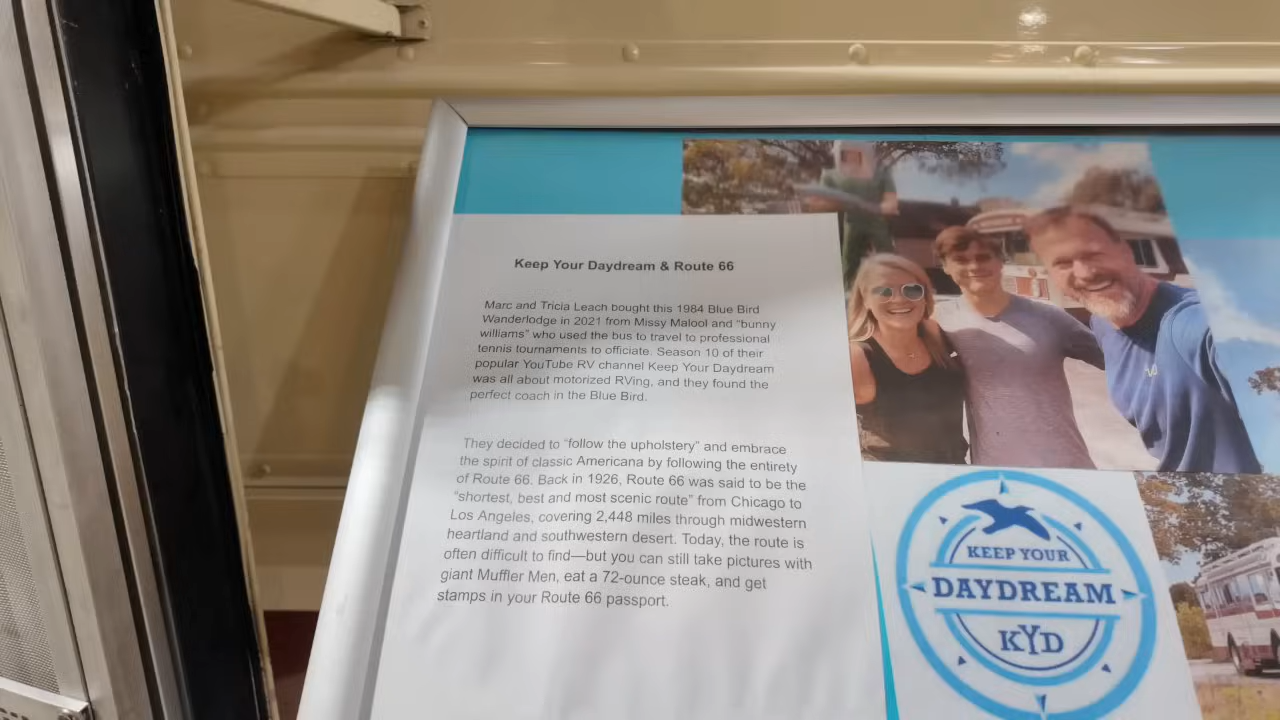 Keep Your Daydream & Route 66
Marc and Tricia Leach bought this 1984 Blue Bird
Wanderlodge in 2021 from Missy Malool and “bunny
williams” who used the bus to travel to professional
tennis tournaments to officiate. Season 10 of their
popular YouTube RV channel Keep Your Daydream
was all about motorized RVing, and they found the
perfect coach in the Blue Bird.
They decided to “follow the upholstery” and embrace
the spirit of classic Americana by following the entirety
of Route 66. Back in 1926, Route 66 was said to be the
“shortest, best and most scenic route” from Chicago to
Los Angeles, covering 2,448 miles through midwestern
heartland and southwestern desert. Today, the route is
often difficult to find—but you can still take pictures with
giant Muffler Men, eat a 72-ounce steak, and get
stamps in your Route 66 passport.
KEEP YOUR
DAYDREAM
KYD